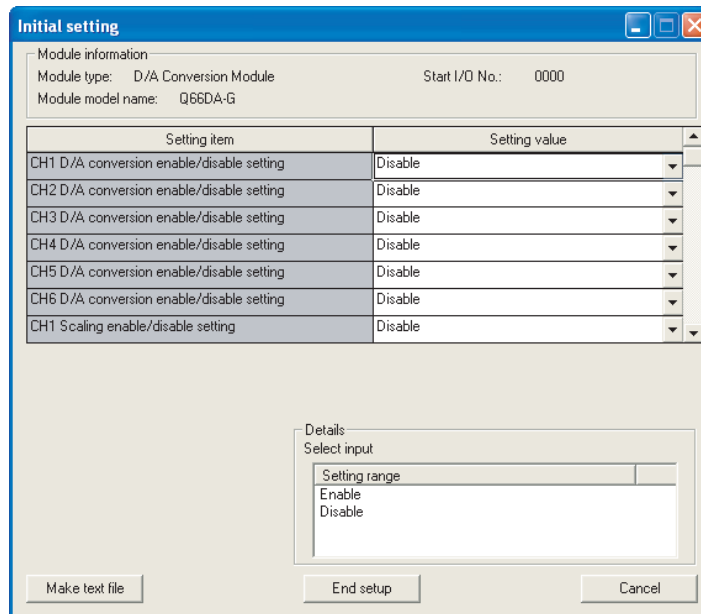 Initial setting
Module information
Module type: D/A Conversion Module Start I/O No.: 0000
Module model name: Q66DA-G
Setting item Setting value
CH1 D/A conversion enable/disable setting Disable
CH2 D/A conversion enable/disable setting Disable
CH3 D/A conversion enable/disable setting Disable
CH4 D/A conversion enable/disable setting Disable
CH5 D/A conversion enable/disable setting Disable
CH6 D/A conversion enable/disable setting Disable
CH1 Scaling enable/disable setting Disable
Details
Select input
Setting range
Enable
Disable
Make text file End setup Cancel